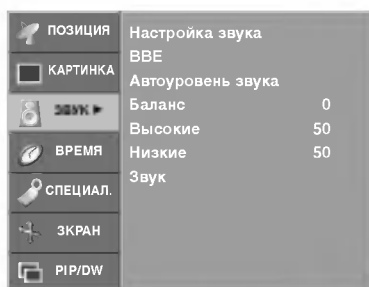 ПОЗИЦИЯ
КАРТИНКА
ВРЕМЯ
СПЕЦИАЛ.
ЗКРАН
PIP/DW
Настройка звука
BBE
Автоуровень звука
Баланс 0
Высокие 50
Низкие 50
Звук